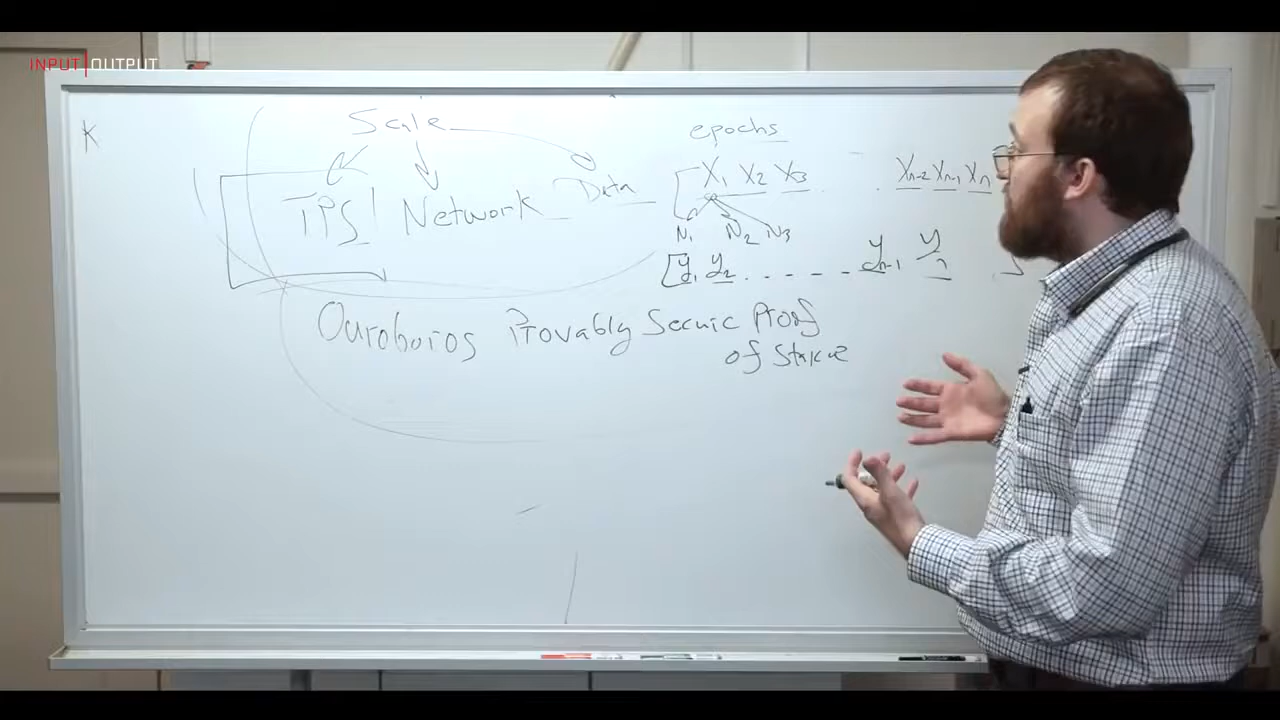 INPUT|OUTPUT
K
Scale
TPS Network Data
epochs
X1 X2 X3 . . Xn-2 Xn-1 Xn
N1 N2 N3
y1 y2 . . . . . . yn-1 yn
Ouroboros Provably Secure Proof
of Stake